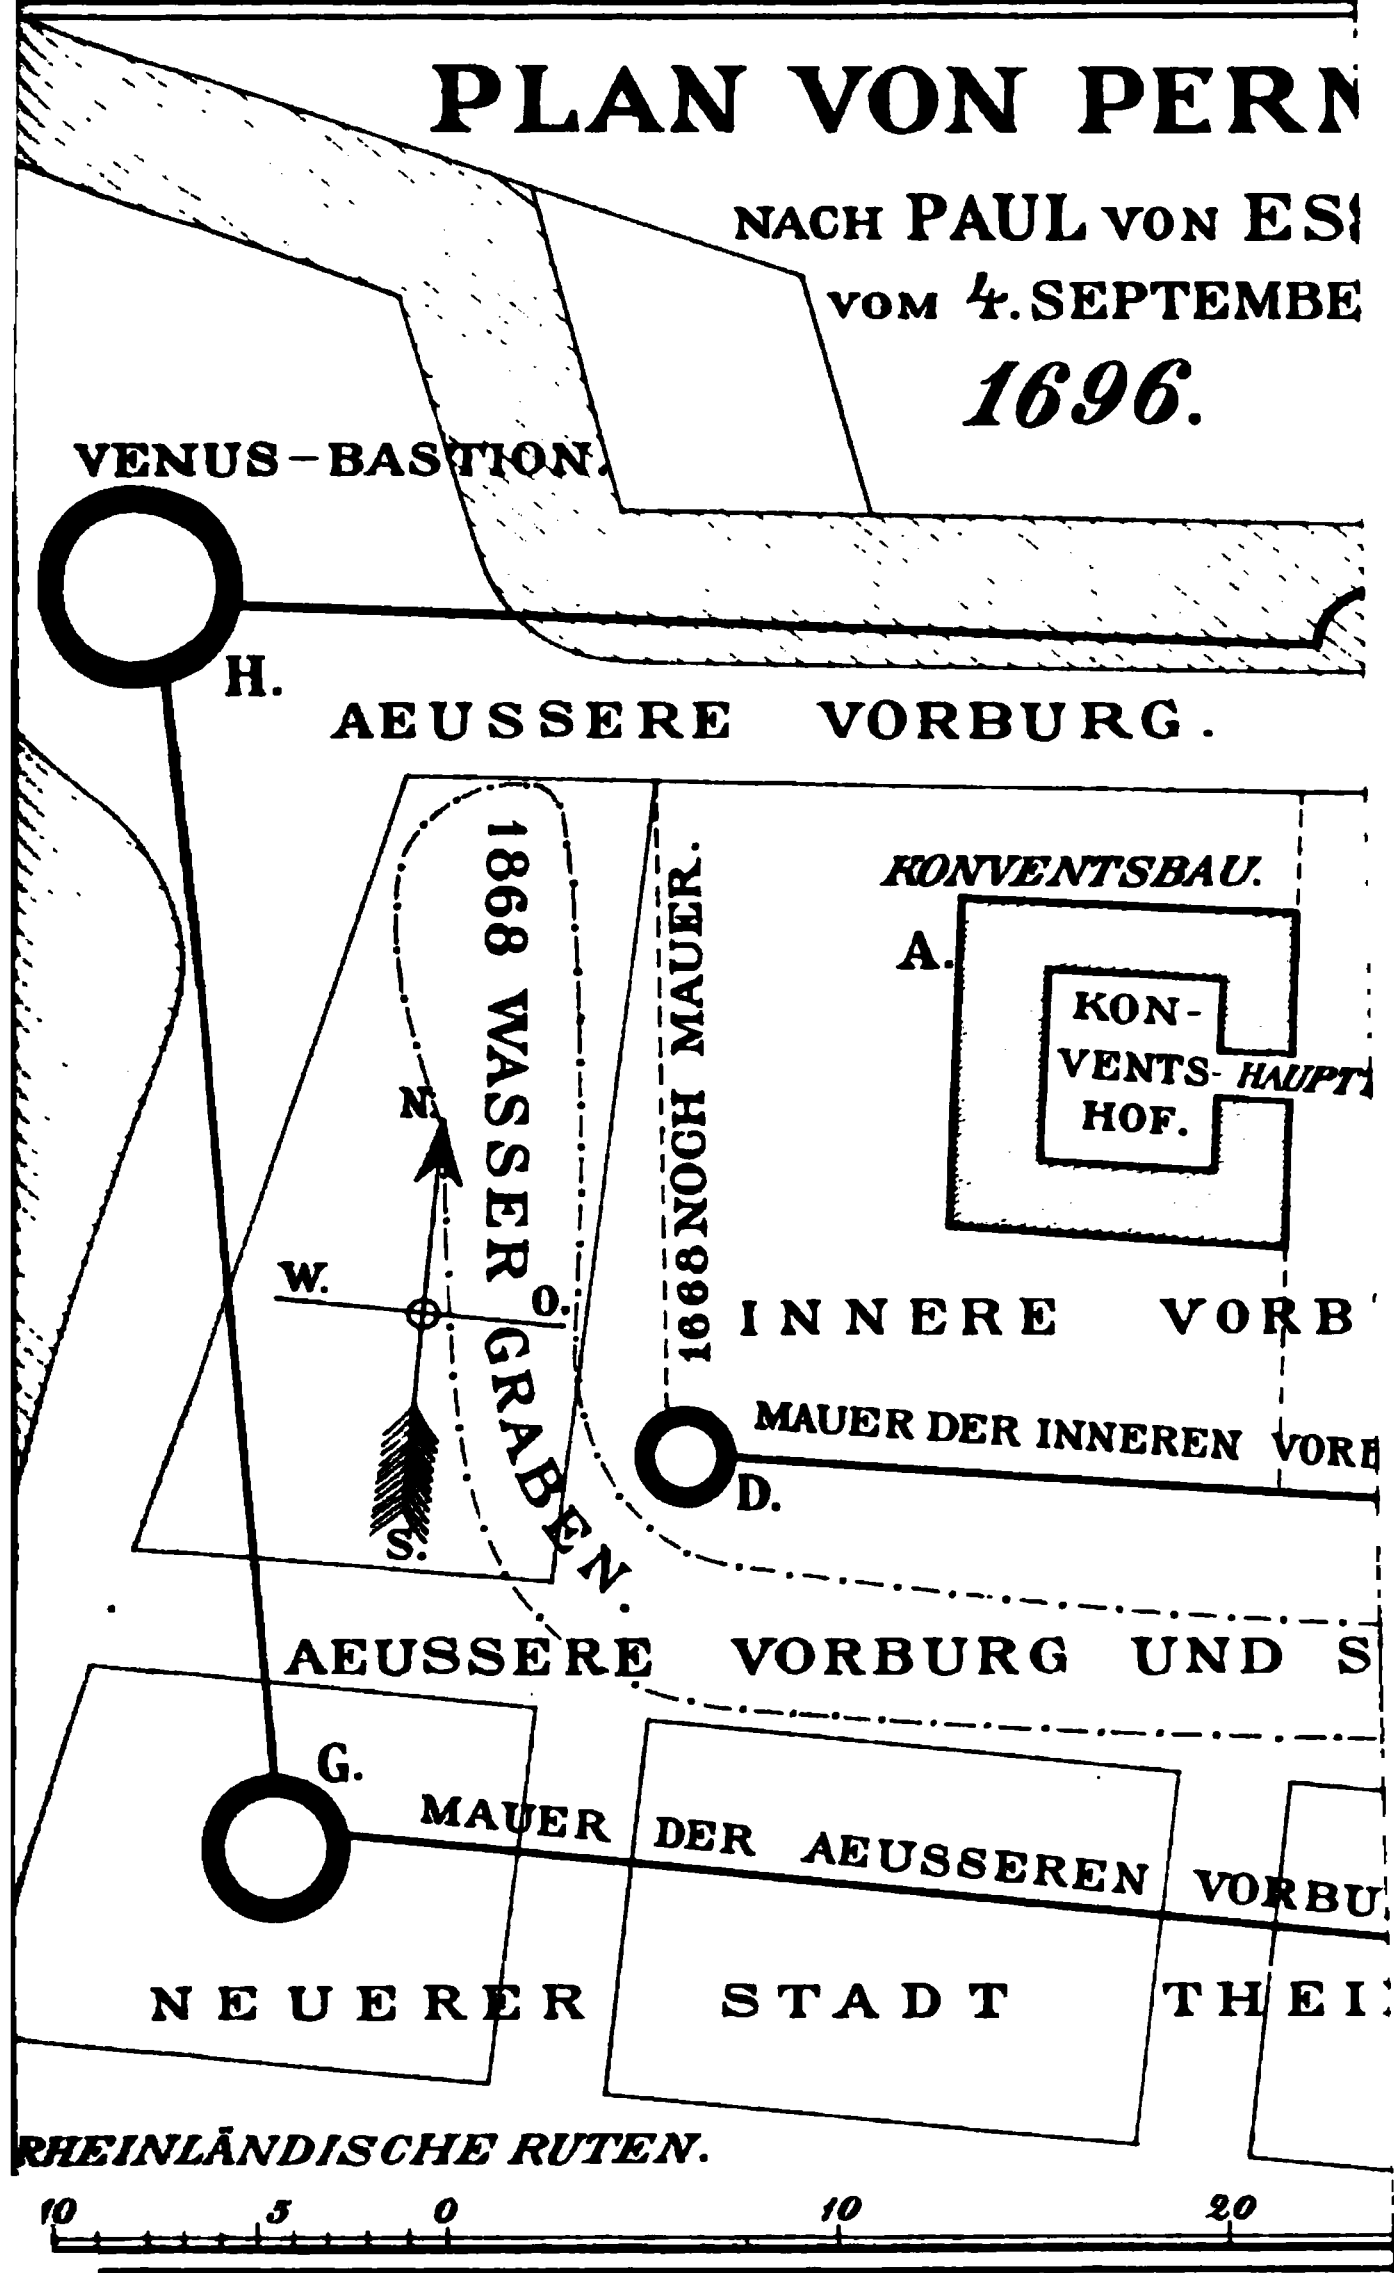 PLAN VON PERN
NACH PAUL VON ESS
VOM 4. SEPTEMBE
1696.
VENUS-BASTION.
H.
AEUSSERE VORBURG.
1868 WASSER GRABEN.
1668 NOCH MAUER.
KONVENTSBAU.
A.
KON-
VENTS-
HOF.
HAUPT
N.
W.
O.
S.
INNERE VORB
MAUER DER INNEREN VORB
D.
AEUSSERE VORBURG UND S
G.
MAUER DER AEUSSEREN VORBU
NEUERER STADT THEI
RHEINLÄNDISCHE RUTEN.
10 5 0 10 20